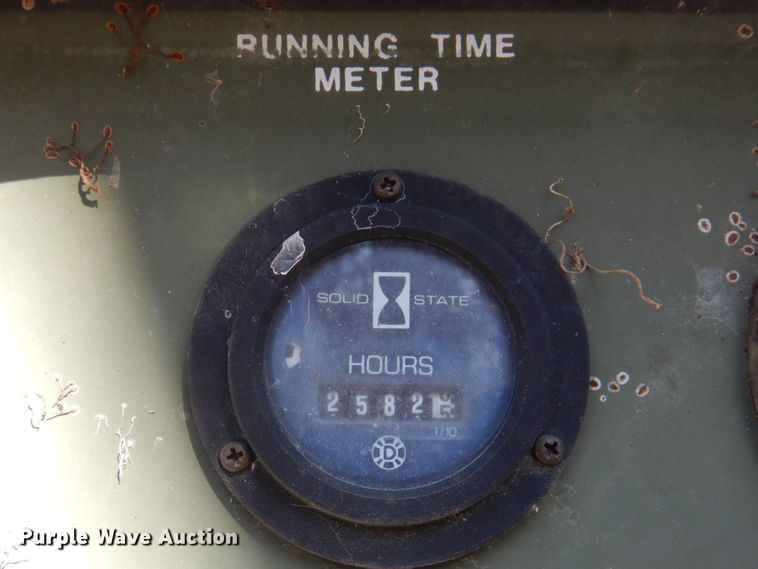 RUNNING TIME
METER
SOLID STATE
HOURS
2582
1/10
D
Purple Wave Auction